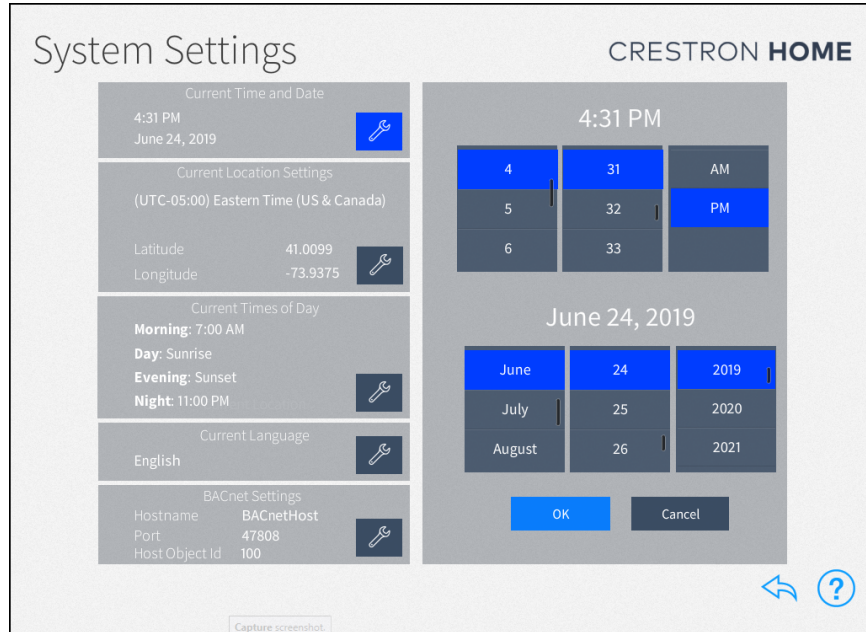 System Settings
CRESTRON HOME
Current Time and Date
4:31 PM
June 24, 2019
Current Location Settings
(UTC-05:00) Eastern Time (US & Canada)
Latitude 41.0099
Longitude -73.9375
Current Times of Day
Morning: 7:00 AM
Day: Sunrise
Evening: Sunset
Night: 11:00 PM
Current Language
English
BACnet Settings
Hostname BACnetHost
Port 47808
Host Object Id 100
4:31 PM
4 31 AM
5 32 PM
6 33
June 24, 2019
June 24 2019
July 25 2020
August 26 2021
OK Cancel
?
Capture screenshot.